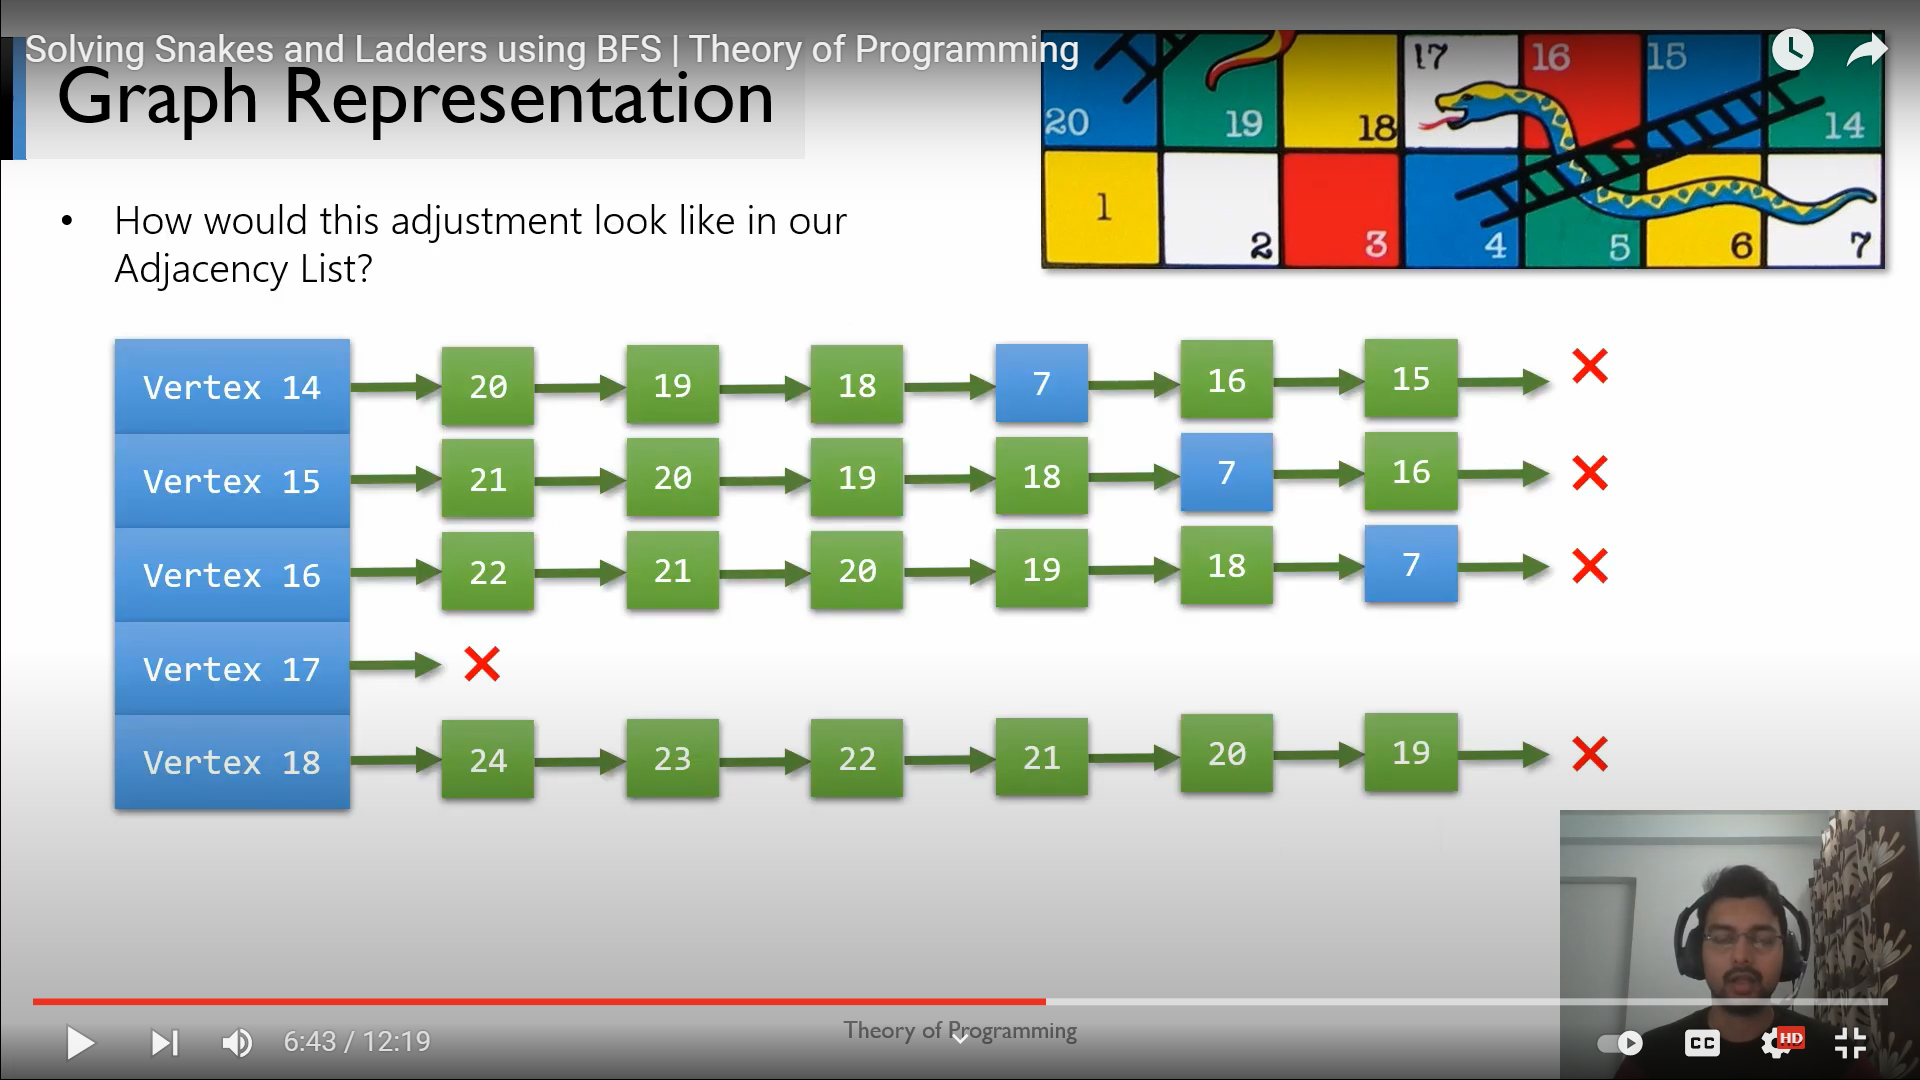 Solving Snakes and Ladders using BFS | Theory of Programming
Graph Representation
20 19 18 17 16 15 14
1 2 3 4 5 6 7
• How would this adjustment look like in our
Adjacency List?
Vertex 14 20 19 18 7 16 15
Vertex 15 21 20 19 18 7 16
Vertex 16 22 21 20 19 18 7
Vertex 17
Vertex 18 24 23 22 21 20 19
Theory of Programming
6:43 / 12:19
CC HD